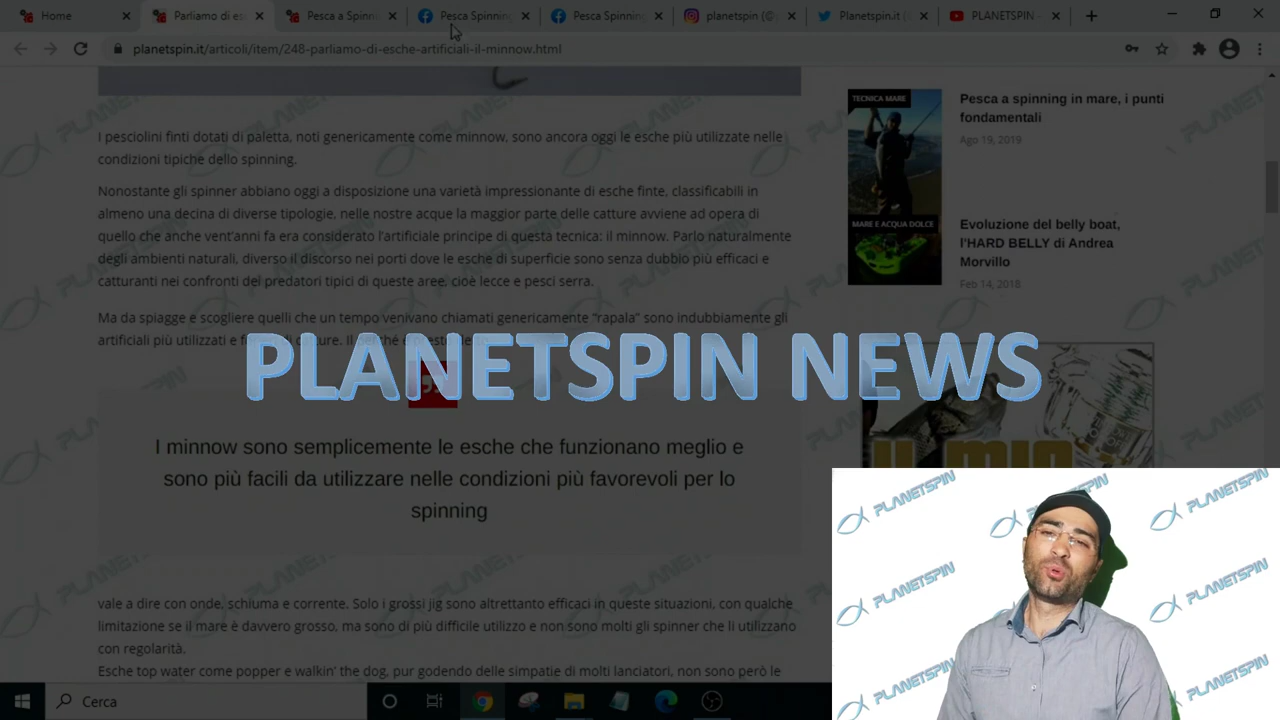 Home
Parliamo di es
Pesca a Spinni
Pesca Spinning
Pesca Spinning
planetspin (@p
Planetspin.it (
PLANETSPIN -
planetspin.it/articoli/item/248-parliamo-di-esche-artificiali-il-minnow.html
I pesciolini finti dotati di paletta, noti genericamente come minnow, sono ancora oggi le esche più utilizzate nelle
condizioni tipiche dello spinning.
Nonostante gli spinner abbiano oggi a disposizione una varietà impressionante di esche finte, classificabili in
almeno una decina di diverse tipologie, nelle nostre acque la maggior parte delle catture avviene ad opera di
quello che anche vent'anni fa era considerato l'artificiale principe di questa tecnica: il minnow. Parlo naturalmente
degli ambienti naturali, diverso il discorso nei porti dove le esche di superficie sono senza dubbio più efficaci e
catturanti nei confronti dei predatori tipici di queste aree, cioè lecce e pesci serra.
Ma da spiagge e scogliere quelli che un tempo venivano chiamati genericamente “rapala” sono indubbiamente gli
artificiali più utilizzati e
PLANETSPIN NEWS
I minnow sono semplicemente le esche che funzionano meglio e
sono più facili da utilizzare nelle condizioni più favorevoli per lo
spinning
vale a dire con onde, schiuma e corrente. Solo i grossi jig sono altrettanto efficaci in queste situazioni, con qualche
limitazione se il mare è davvero grosso, ma sono di più difficile utilizzo e non sono molti gli spinner che li utilizzano
con regolarità.
Esche top water come popper e walkin' the dog, pur godendo delle simpatie di molti lanciatori, non sono però le
TECNICA MARE
Pesca a spinning in mare, i punti
fondamentali
Ago 19, 2019
MARE E ACQUA DOLCE
Evoluzione del belly boat,
l'HARD BELLY di Andrea
Morvillo
Feb 14, 2018
il mio
PLANETSPIN
PLANETSPIN
PLANETSPIN
PLANETSPIN
PLANETSPIN
Cerca